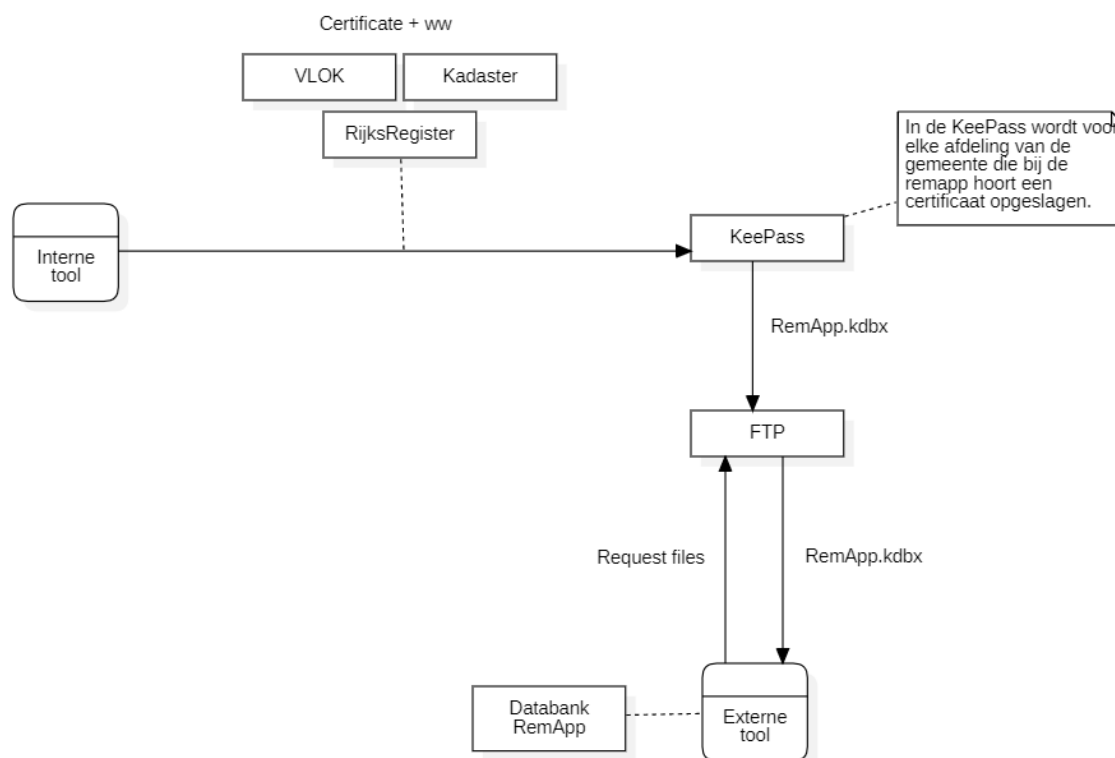 Certificate + ww
VLOK
Kadaster
RijksRegister
In de KeePass wordt voor
elke afdeling van de
gemeente die bij de
remapp hoort een
certificaat opgeslagen.
KeePass
Interne
tool
RemApp.kdbx
FTP
Request files
RemApp.kdbx
Databank
RemApp
Externe
tool